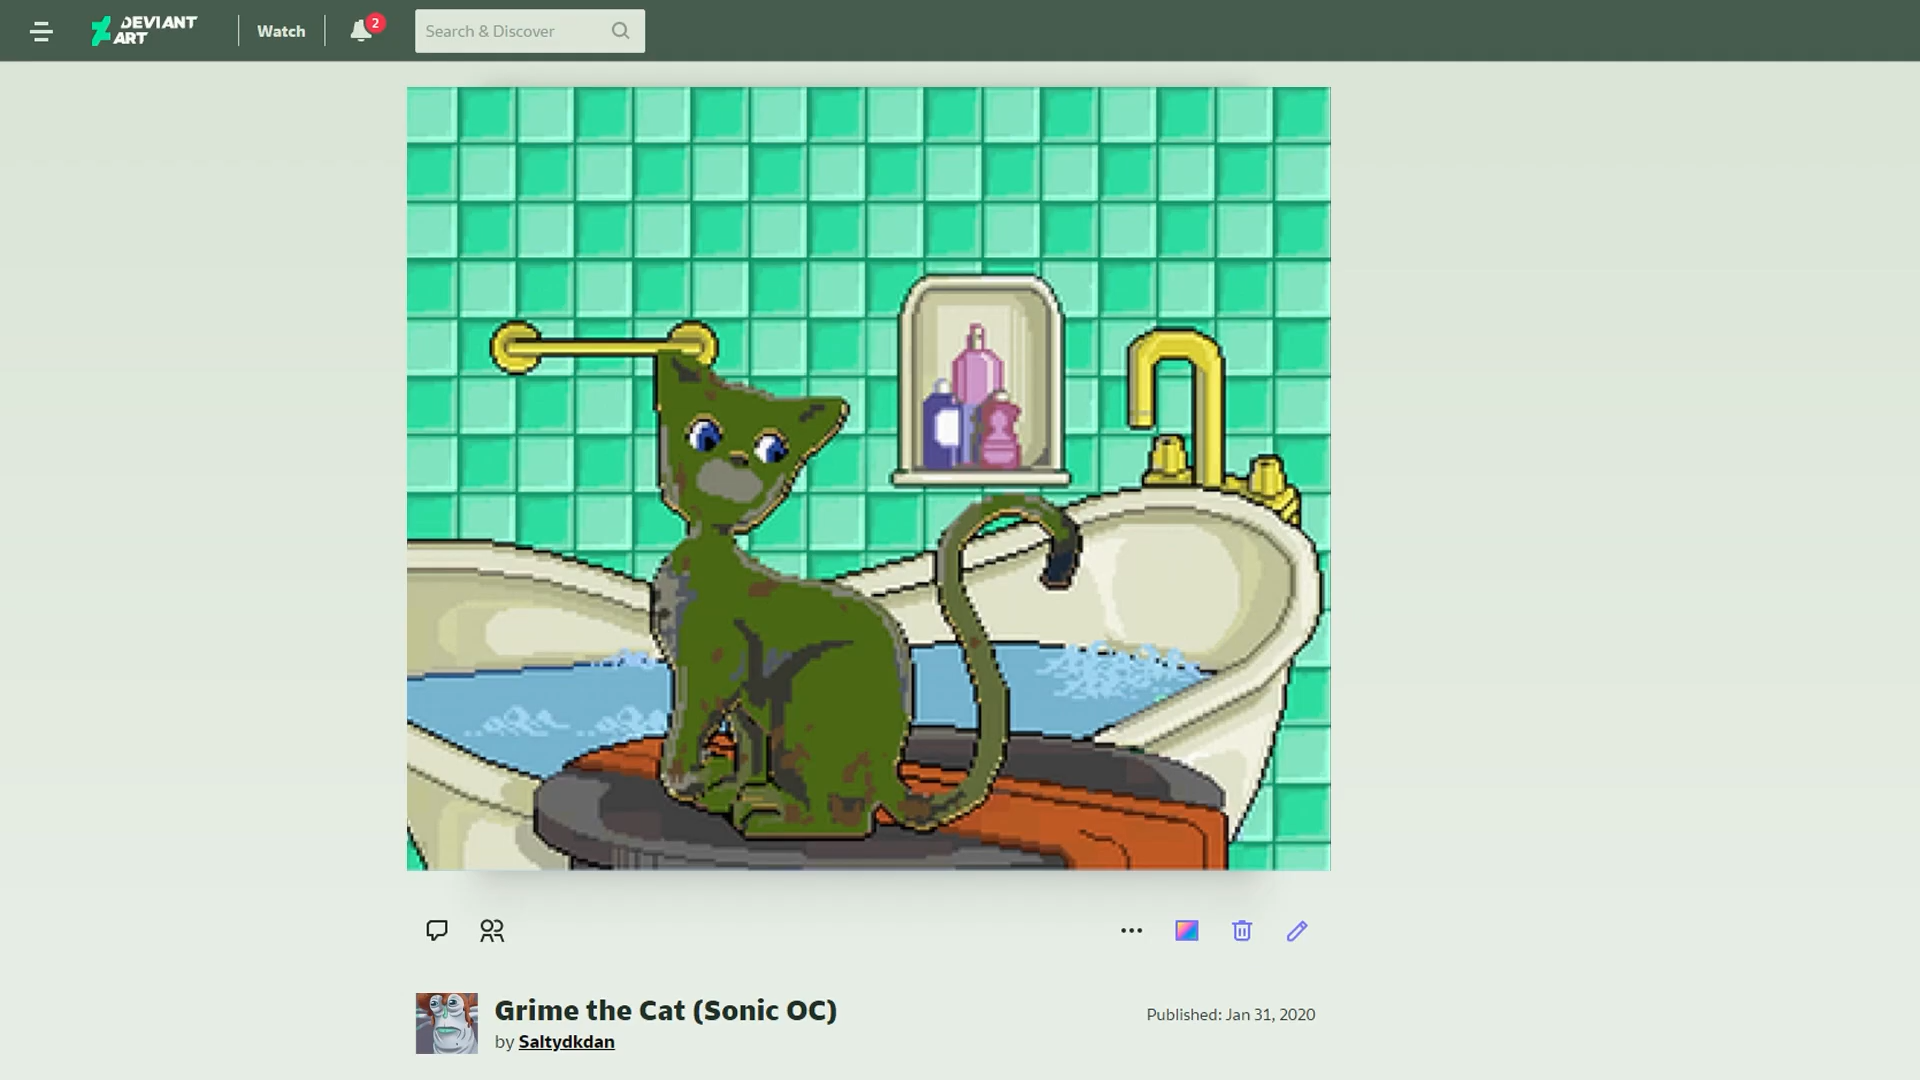 DEVIANT
ART
Watch
2
Search & Discover
Grime the Cat (Sonic OC)
Published: Jan 31, 2020
by Saltydkdan